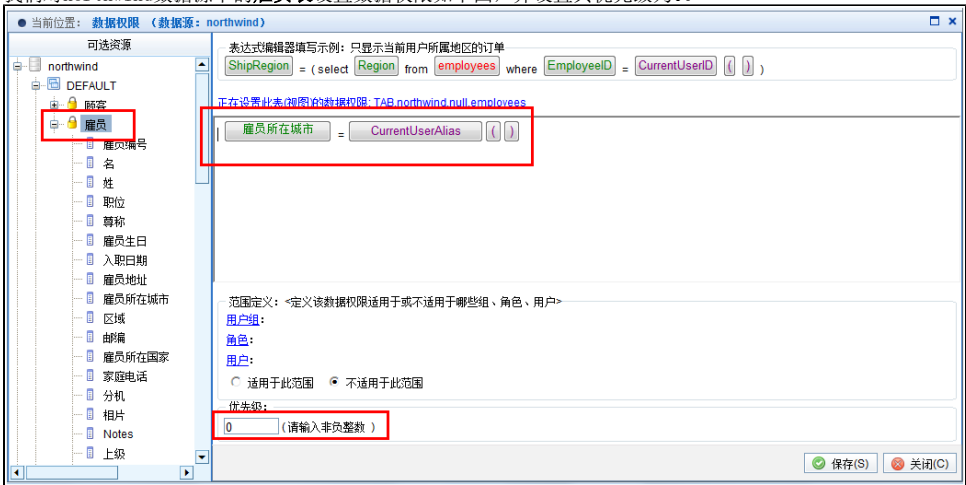 当前位置: 数据权限 (数据源: northwind)
可选资源
northwind
DEFAULT
顾客
雇员
雇员编号
名
姓
职位
尊称
雇员生日
入职日期
雇员地址
雇员所在城市
区域
邮编
雇员所在国家
家庭电话
分机
相片
Notes
上级
表达式编辑器填写示例: 只显示当前用户所属地区的订单
ShipRegion = ( select Region from employees where EmployeeID = CurrentUserID ( ) )
正在设置此表(视图)的数据权限: TAB.northwind.null.employees
雇员所在城市 = CurrentUserAlias ( )
范围定义: <定义该数据权限适用于或不适用于哪些组、角色、用户>
用户组:
角色:
用户:
适用于此范围 不适用于此范围
优先级:
0 (请输入非负整数 )
保存(S) 关闭(C)